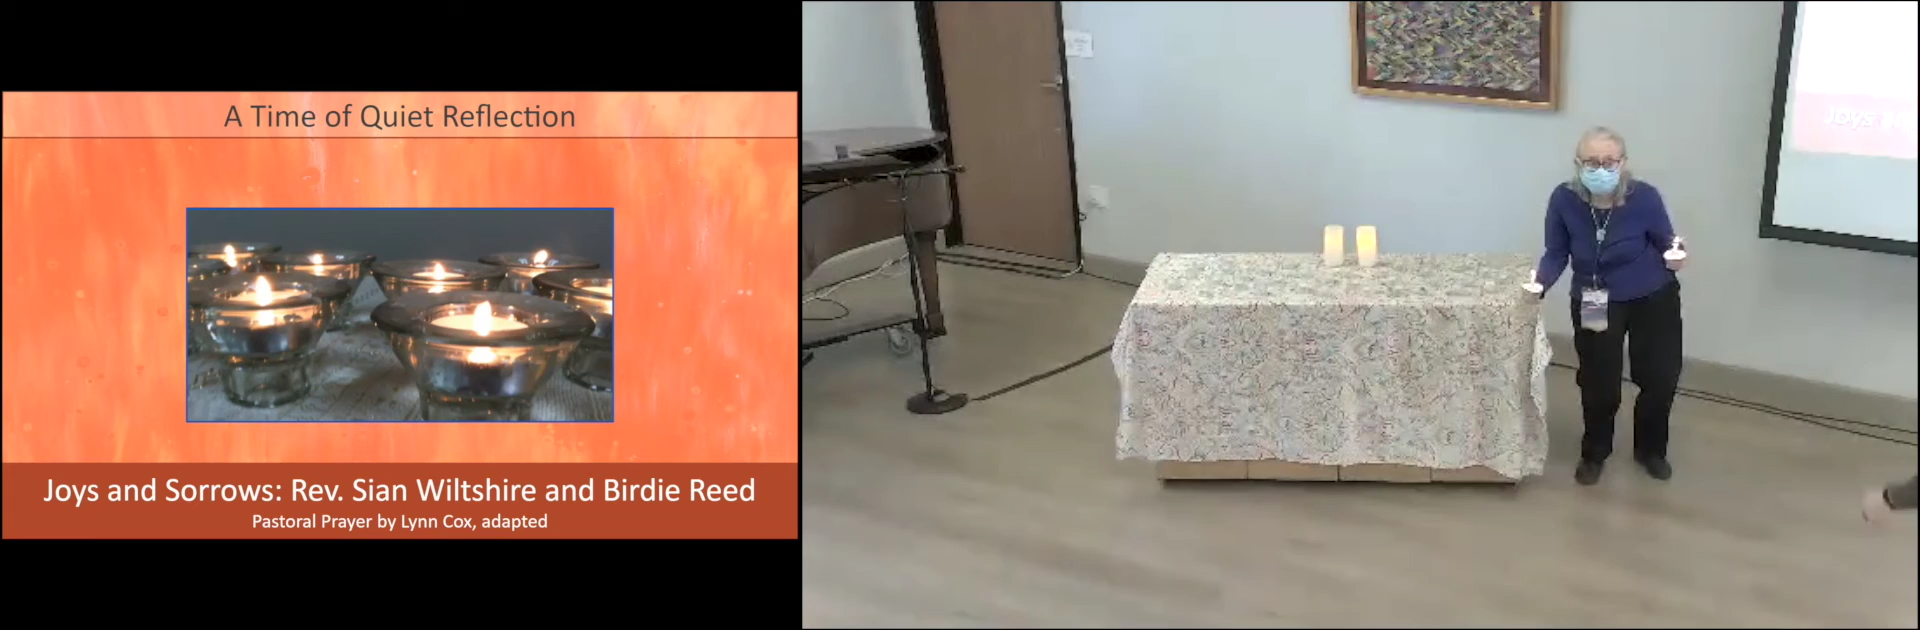 A Time of Quiet Reflection
Joys and Sorrows: Rev. Sian Wiltshire and Birdie Reed
Pastoral Prayer by Lynn Cox, adapted
Joys